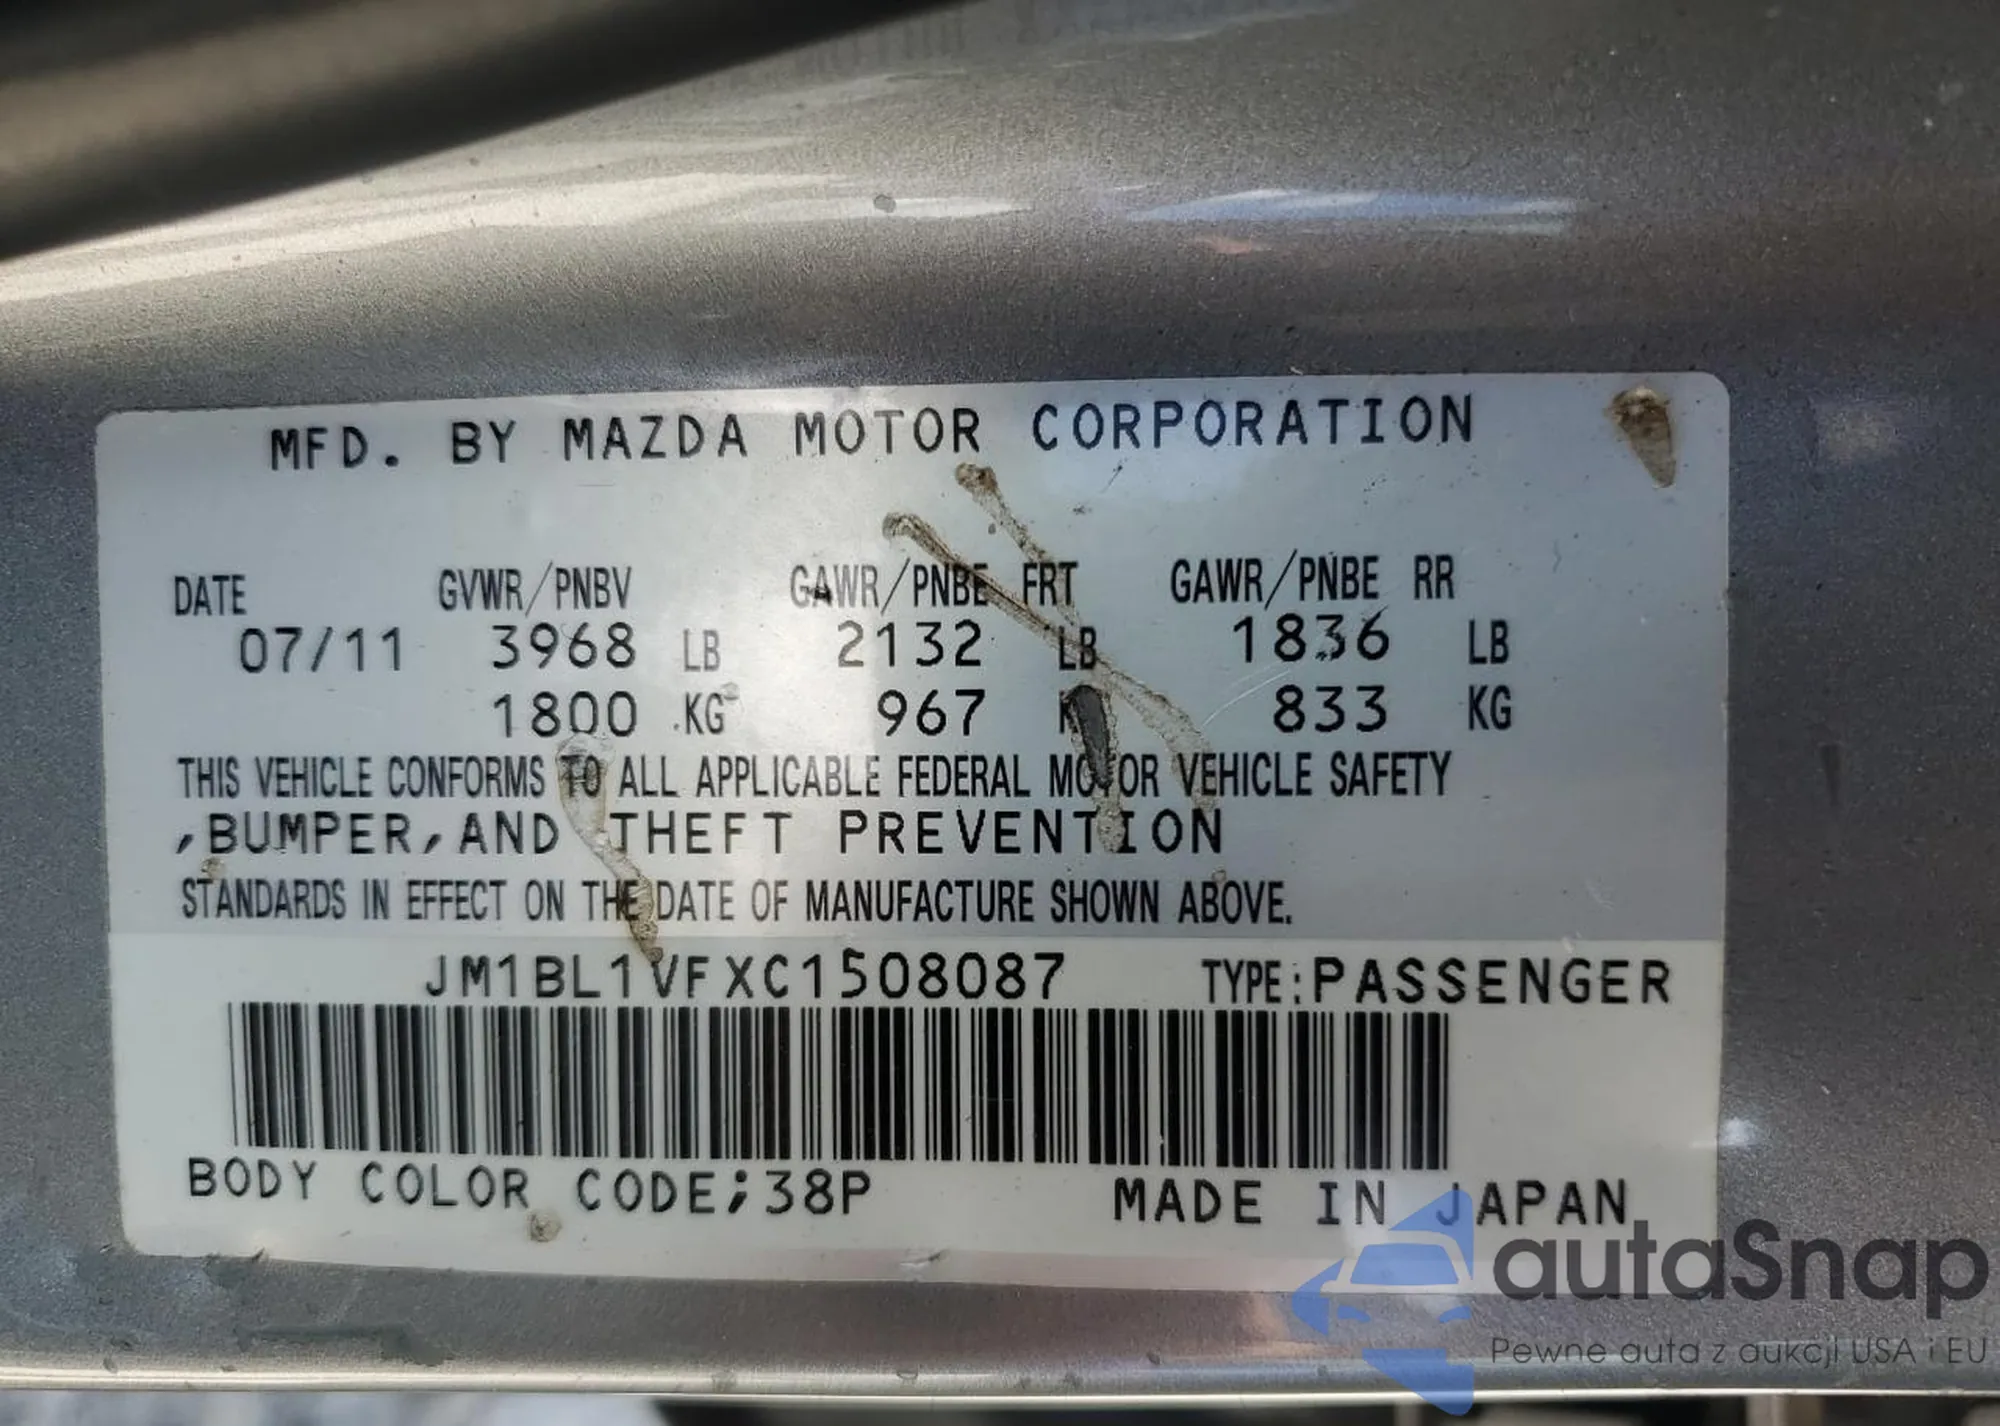 MFD. BY MAZDA MOTOR CORPORATION
DATE GVWR/PNBV GAWR/PNBE FRT GAWR/PNBE RR
07/11 3968 LB 2132 LB 1836 LB
1800 KG 967 833 KG
THIS VEHICLE CONFORMS TO ALL APPLICABLE FEDERAL MOTOR VEHICLE SAFETY
,BUMPER,AND THEFT PREVENTION
STANDARDS IN EFFECT ON THE DATE OF MANUFACTURE SHOWN ABOVE.
JM1BL1VFXC1508087 TYPE:PASSENGER
BODY COLOR CODE;38P MADE IN JAPAN
autaSnap
Pewne auta z aukcji USA i EU